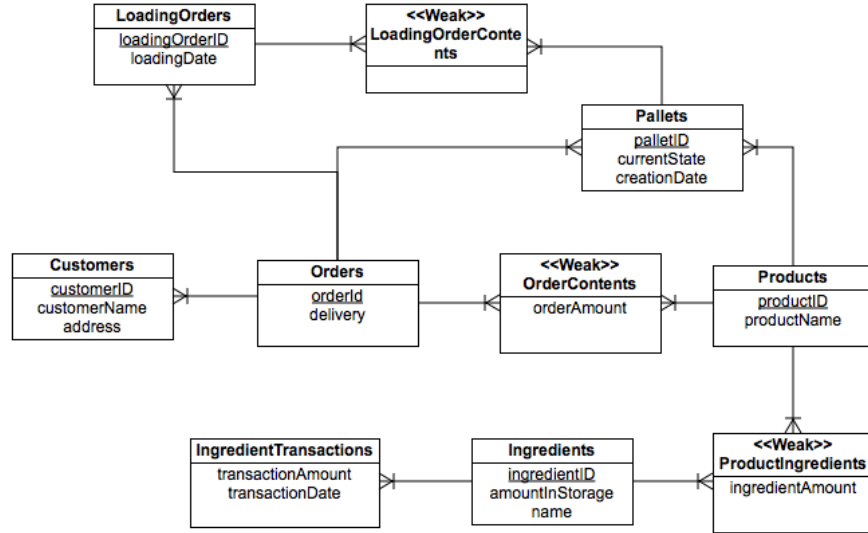 LoadingOrders
loadingOrderID
loadingDate
<<Weak>>
LoadingOrderConte
nts
Pallets
palletID
currentState
creationDate
Customers
customerID
customerName
address
Orders
orderId
delivery
<<Weak>>
OrderContents
orderAmount
Products
productID
productName
IngredientTransactions
transactionAmount
transactionDate
Ingredients
ingredientID
amountInStorage
name
<<Weak>>
ProductIngredients
ingredientAmount